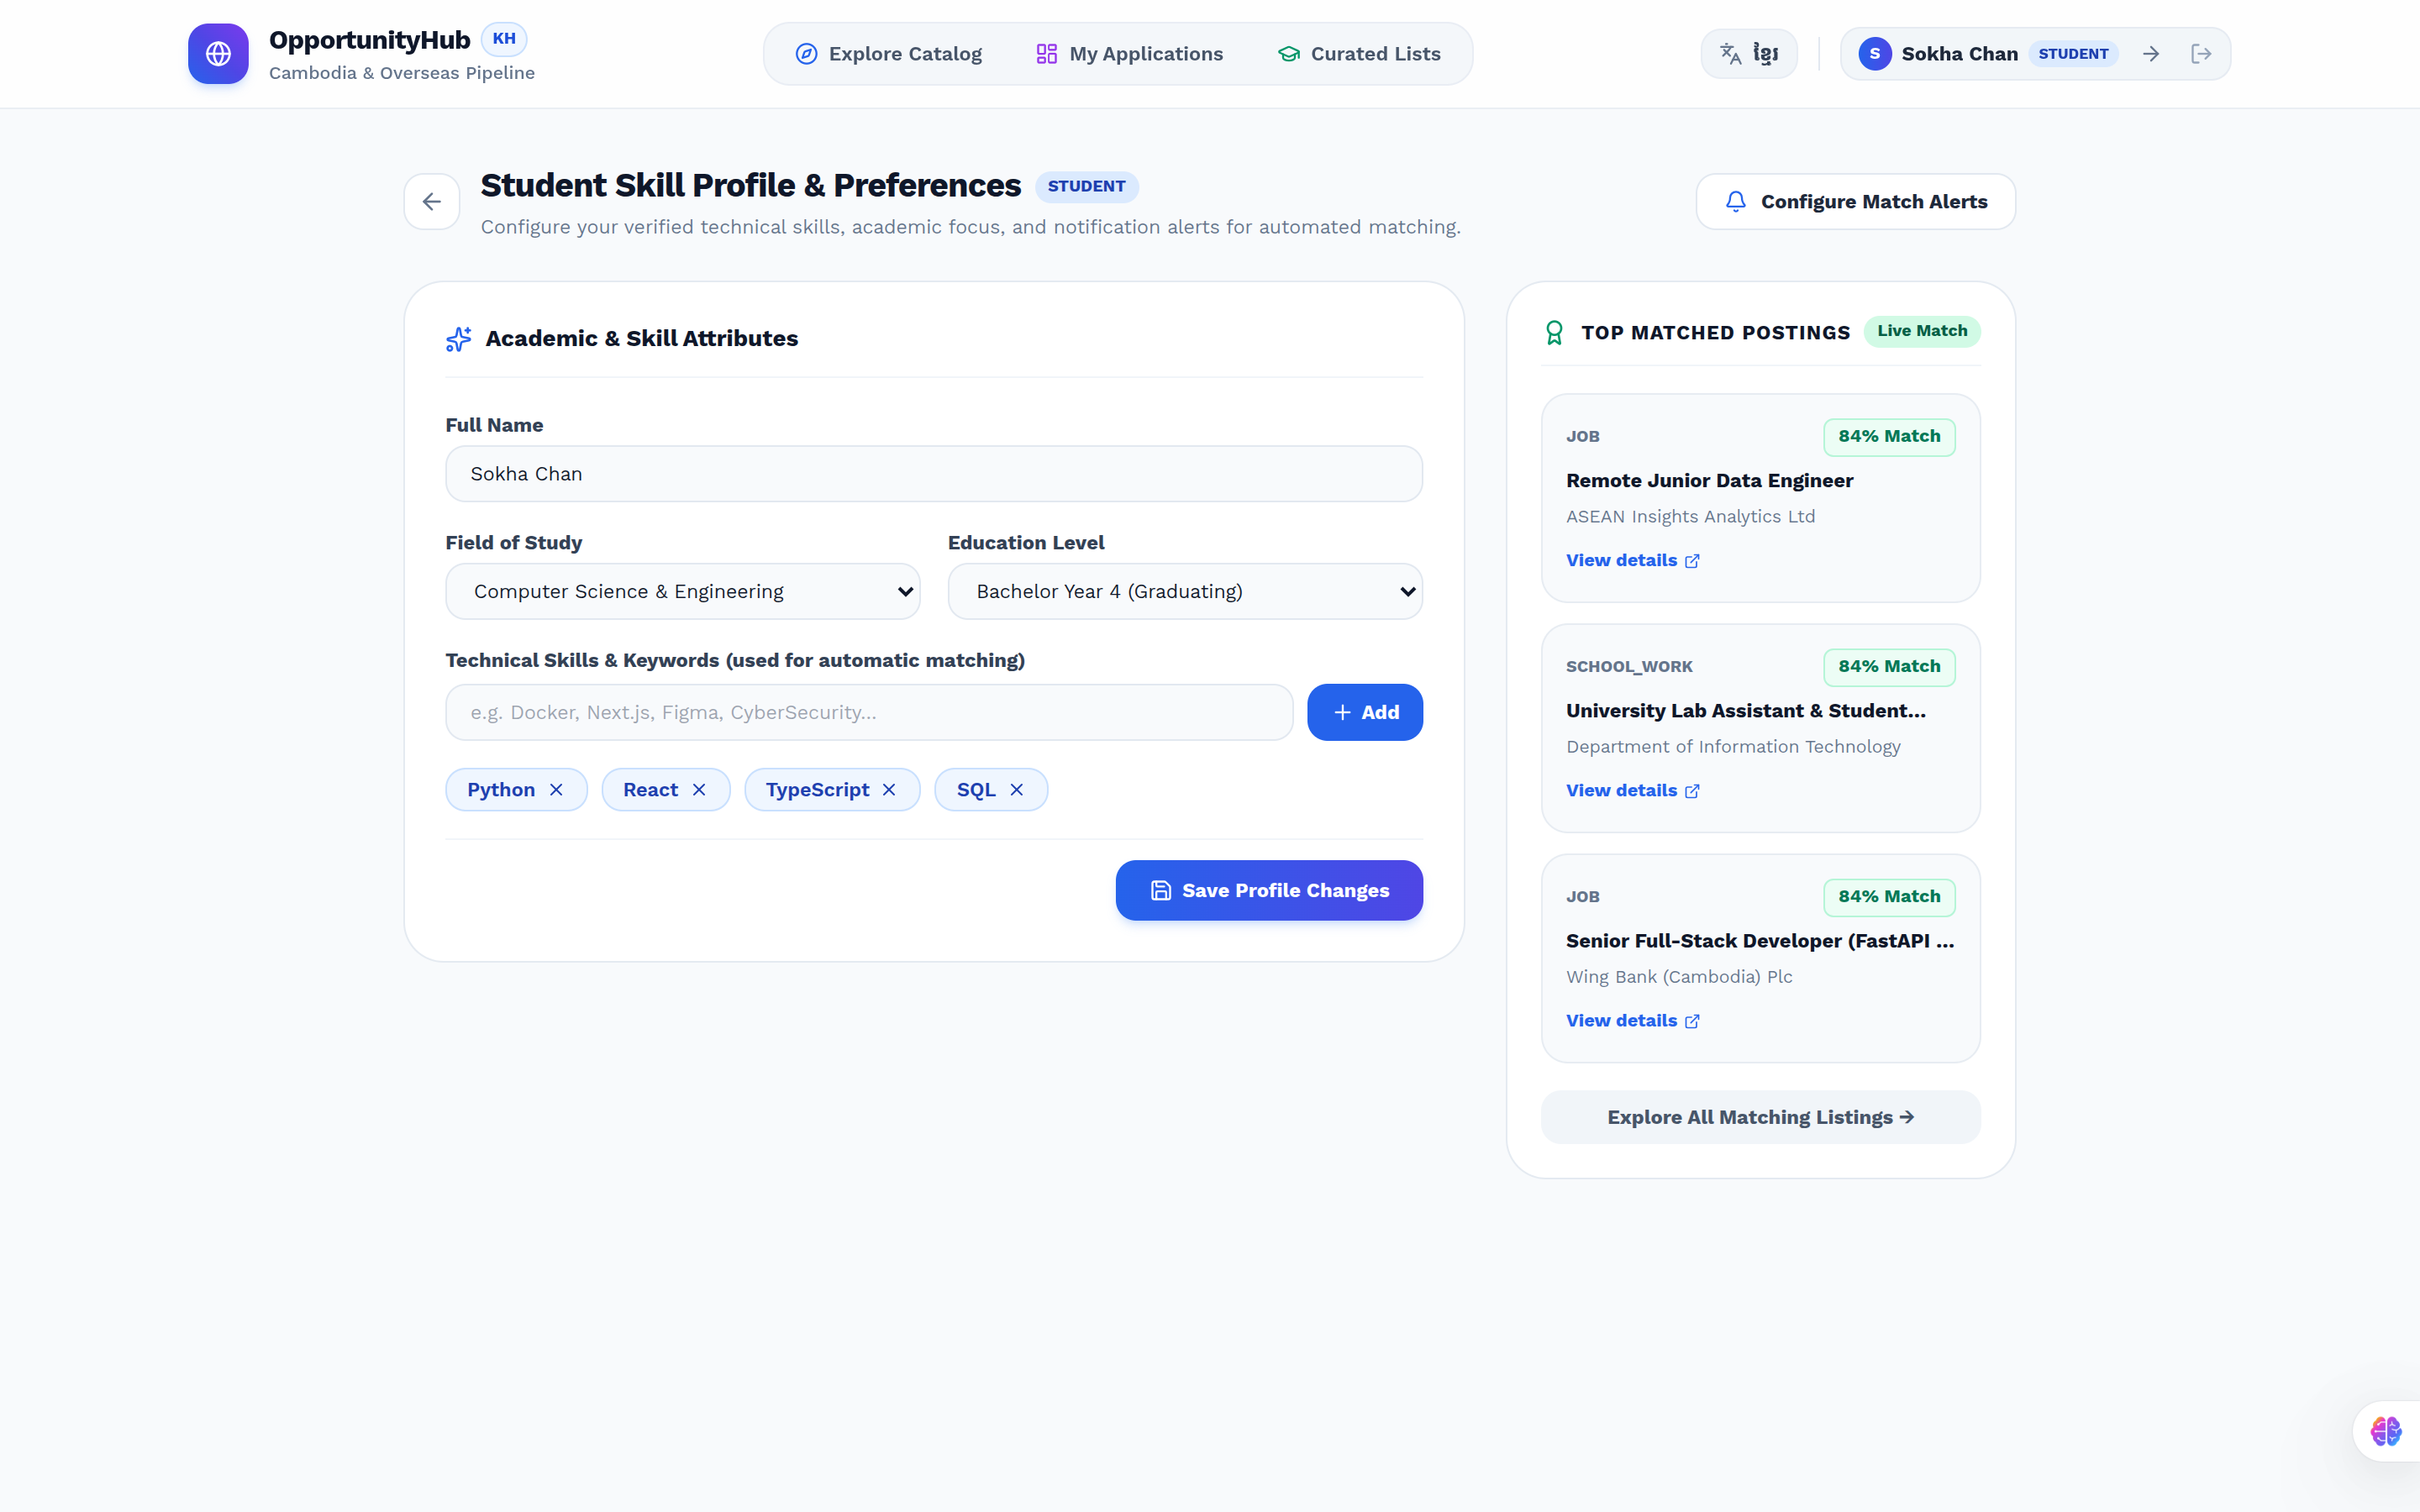 OpportunityHub KH
Cambodia & Overseas Pipeline
Explore Catalog
My Applications
Curated Lists
ខ្មែរ
S Sokha Chan STUDENT
Student Skill Profile & Preferences STUDENT
Configure your verified technical skills, academic focus, and notification alerts for automated matching.
Configure Match Alerts
Academic & Skill Attributes
Full Name
Sokha Chan
Field of Study
Computer Science & Engineering
Education Level
Bachelor Year 4 (Graduating)
Technical Skills & Keywords (used for automatic matching)
e.g. Docker, Next.js, Figma, CyberSecurity...
Add
Python
React
TypeScript
SQL
Save Profile Changes
TOP MATCHED POSTINGS Live Match
JOB 84% Match
Remote Junior Data Engineer
ASEAN Insights Analytics Ltd
View details
SCHOOL_WORK 84% Match
University Lab Assistant & Student...
Department of Information Technology
View details
JOB 84% Match
Senior Full-Stack Developer (FastAPI ...
Wing Bank (Cambodia) Plc
View details
Explore All Matching Listings →